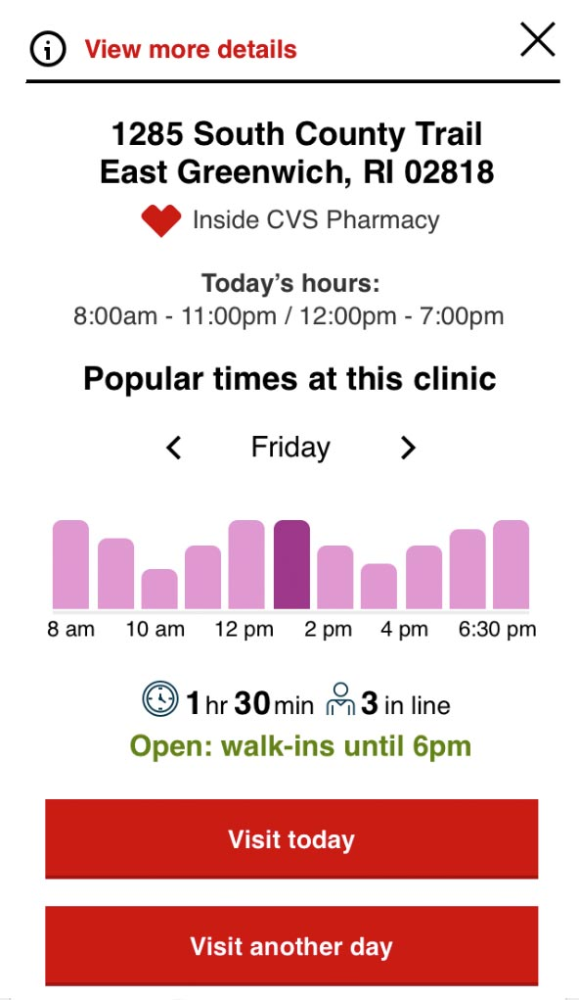 View more details
1285 South County Trail
East Greenwich, RI 02818
Inside CVS Pharmacy
Today’s hours:
8:00am - 11:00pm / 12:00pm - 7:00pm
Popular times at this clinic
Friday
8 am 10 am 12 pm 2 pm 4 pm 6:30 pm
1 hr 30 min 3 in line
Open: walk-ins until 6pm
Visit today
Visit another day